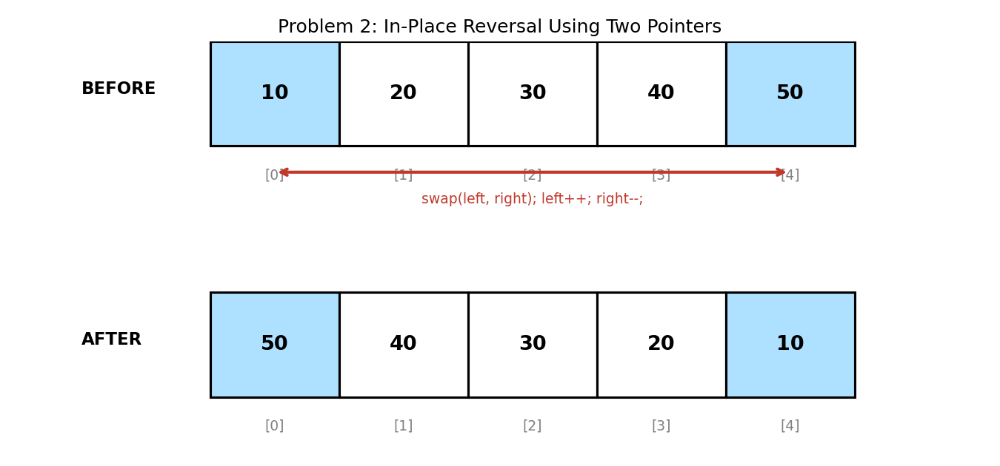 Problem 2: In-Place Reversal Using Two Pointers
BEFORE
10 20 30 40 50
[0] [1] [2] [3] [4]
swap(left, right); left++; right--;
AFTER
50 40 30 20 10
[0] [1] [2] [3] [4]